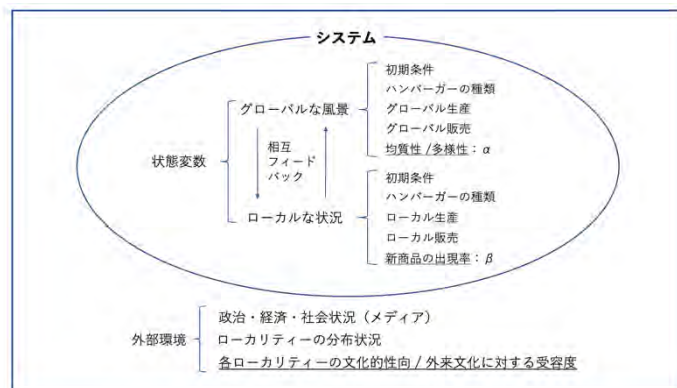 システム
初期条件
ハンバーガーの種類
グローバル生産
グローバル販売
均質性 / 多様性：α
グローバルな風景
相互
フィード
バック
状態変数
ローカルな状況
初期条件
ハンバーガーの種類
ローカル生産
ローカル販売
新商品の出現率：β
外部環境
政治・経済・社会状況（メディア）
ローカリティーの分布状況
各ローカリティーの文化的性向 / 外来文化に対する受容度